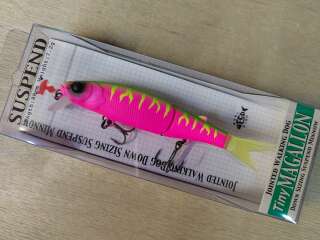 SUSPEND
JOINTED WALKING DOG DOWN SIZING SUSPEND MINNOW
Tiny MAGALLON
JOINTED WALKING DOG
DOWN SIZING SUSPEND MINNOW